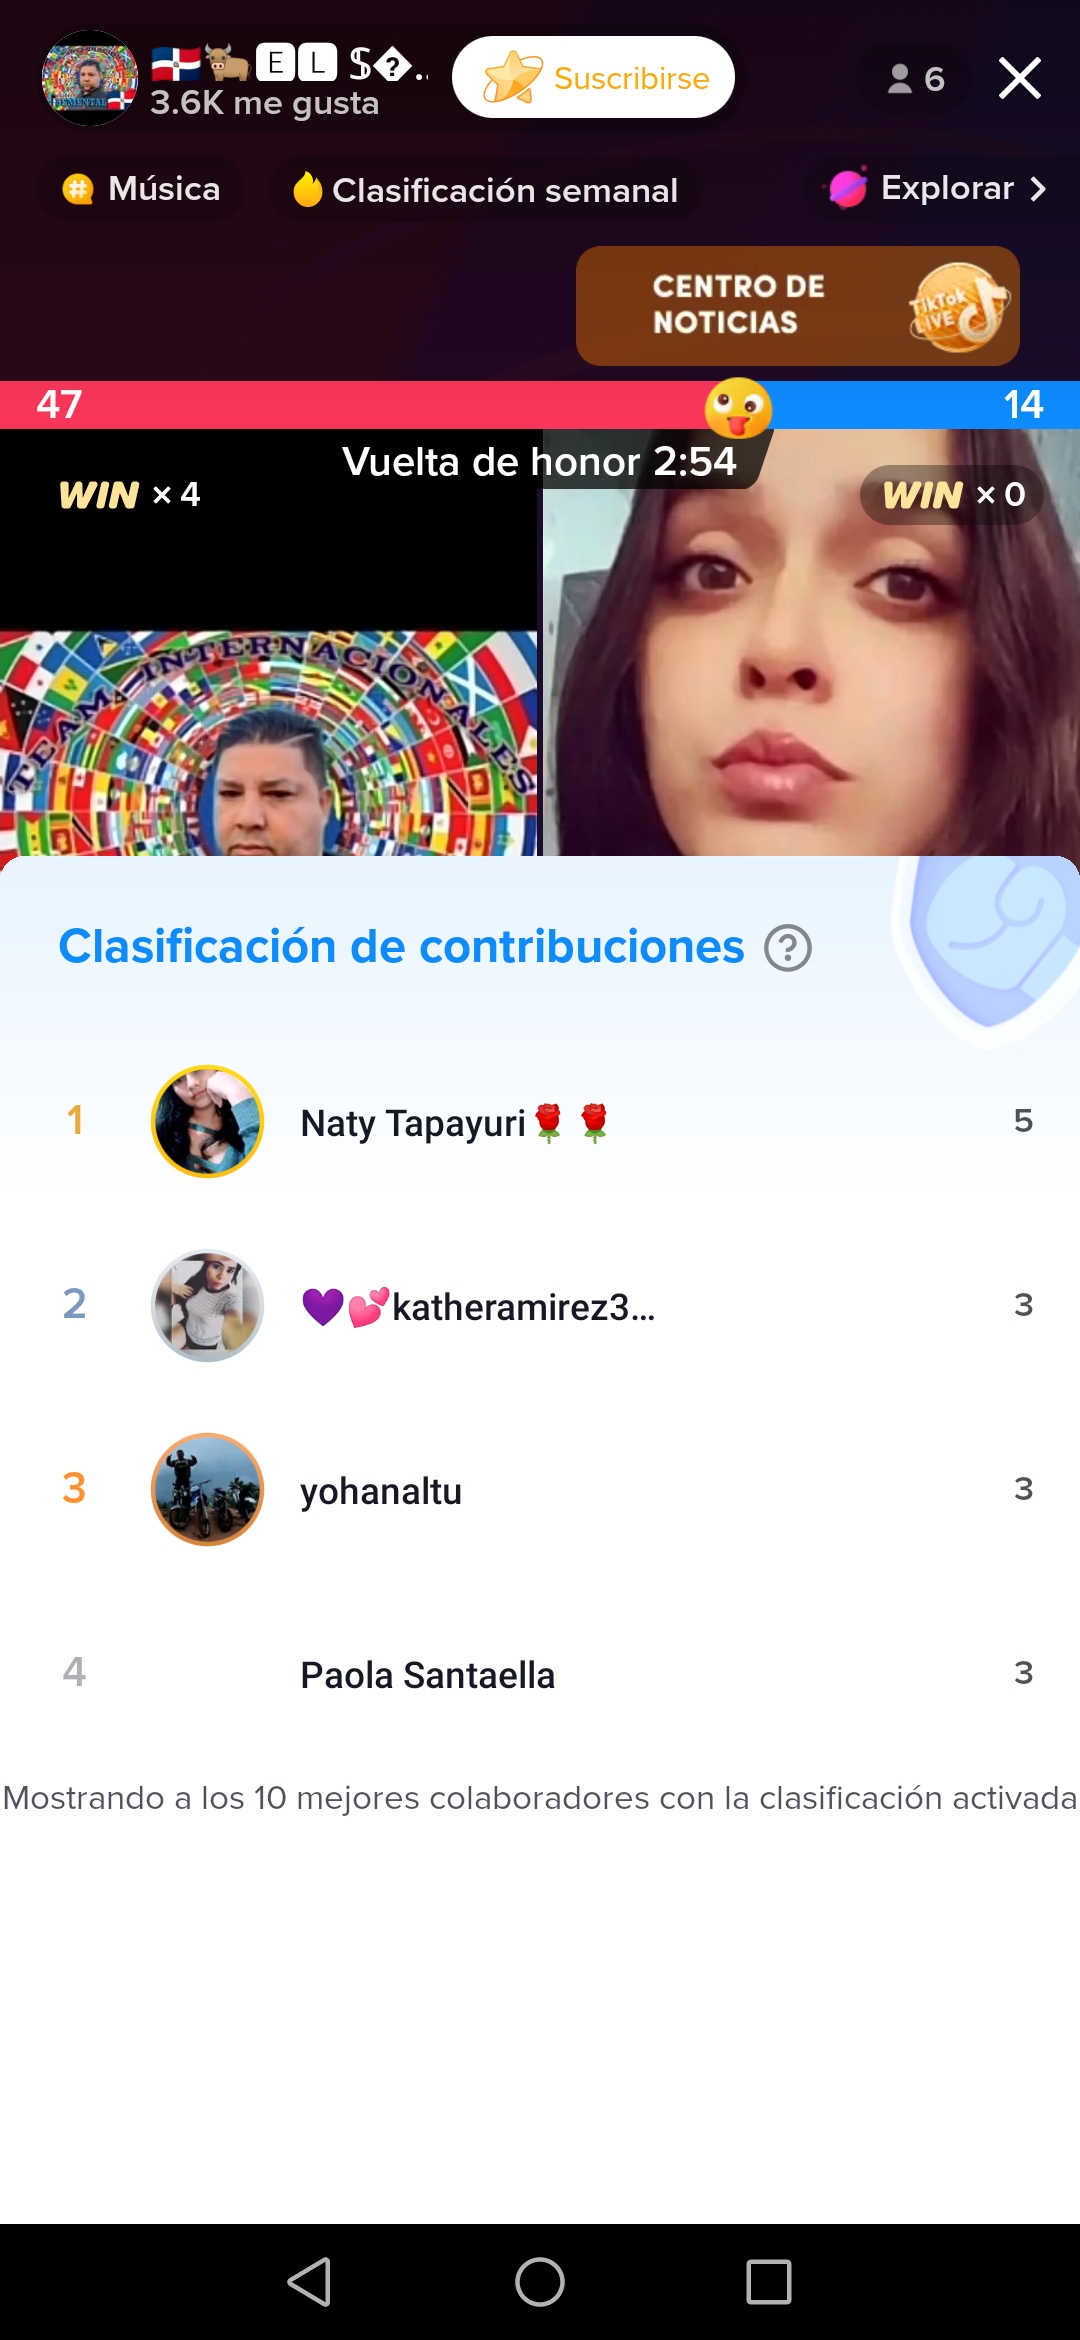 🇩🇴🐂🄴🄻 $�..
3.6K me gusta
Suscribirse
6
Música
Clasificación semanal
Explorar
CENTRO DE
NOTICIAS
TikTok
LIVE
47
14
Vuelta de honor 2:54
WIN × 4
WIN × 0
TEAM INTERNACIONALES
Clasificación de contribuciones
1 Naty Tapayuri🌹🌹 5
2 💜💕katheramirez3... 3
3 yohanaltu 3
4 Paola Santaella 3
Mostrando a los 10 mejores colaboradores con la clasificación activada